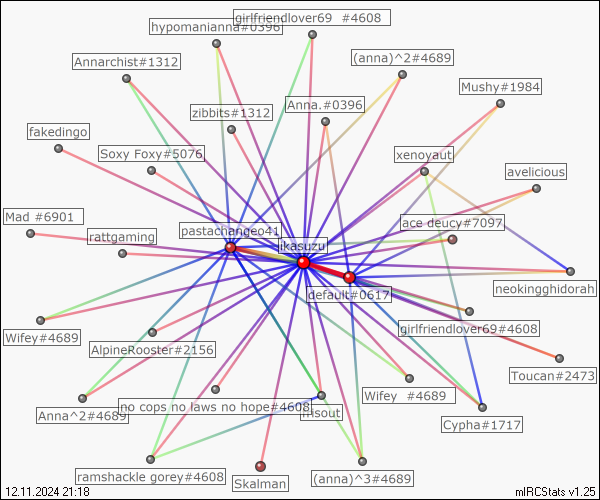 girlfriendlover69 #4608
hypomanianna#0396
Annarchist#1312
(anna)^2#4689
Mushy#1984
Anna.#0396
zibbits#1312
fakedingo
Soxy Foxy#5076
xenoyaut
avelicious
Mad #6901
ace deucy#7097
pastachangeo41
rattgaming
ikasuzu
neokingghidorah
default#0617
girlfriendlover69#4608
Wifey#4689
AlpineRooster#2156
Toucan#2473
Wifey #4689
no cops no laws no hope#4608
Anna^2#4689
Cypha#1717
ramshackle gorey#4608
(anna)^3#4689
Skalman
12.11.2024 21:18
mIRCStats v1.25